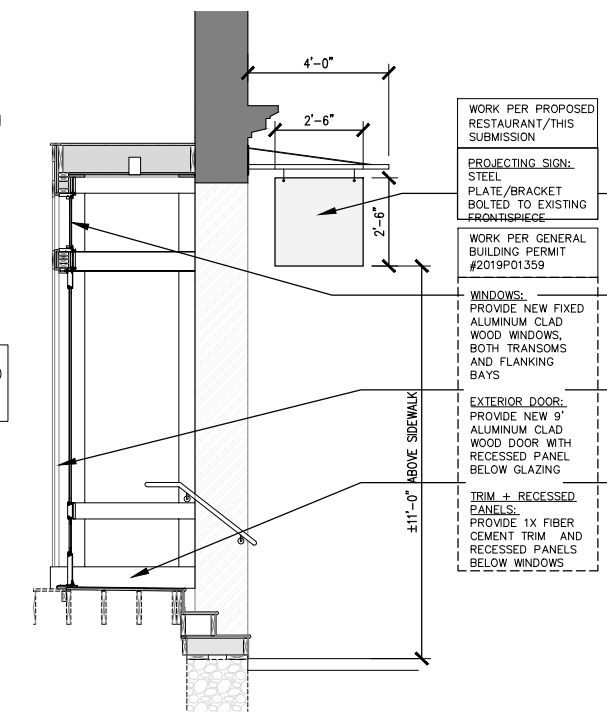 4'-0"
2'-6"
2'-6"
±11'-0" ABOVE SIDEWALK
WORK PER PROPOSED
RESTAURANT/THIS
SUBMISSION
PROJECTING SIGN:
STEEL
PLATE/BRACKET
BOLTED TO EXISTING
FRONTISPIECE
WORK PER GENERAL
BUILDING PERMIT
#2019P01359
WINDOWS:
PROVIDE NEW FIXED
ALUMINUM CLAD
WOOD WINDOWS,
BOTH TRANSOMS
AND FLANKING
BAYS
EXTERIOR DOOR:
PROVIDE NEW 9'
ALUMINUM CLAD
WOOD DOOR WITH
RECESSED PANEL
BELOW GLAZING
TRIM + RECESSED
PANELS:
PROVIDE 1X FIBER
CEMENT TRIM AND
RECESSED PANELS
BELOW WINDOWS